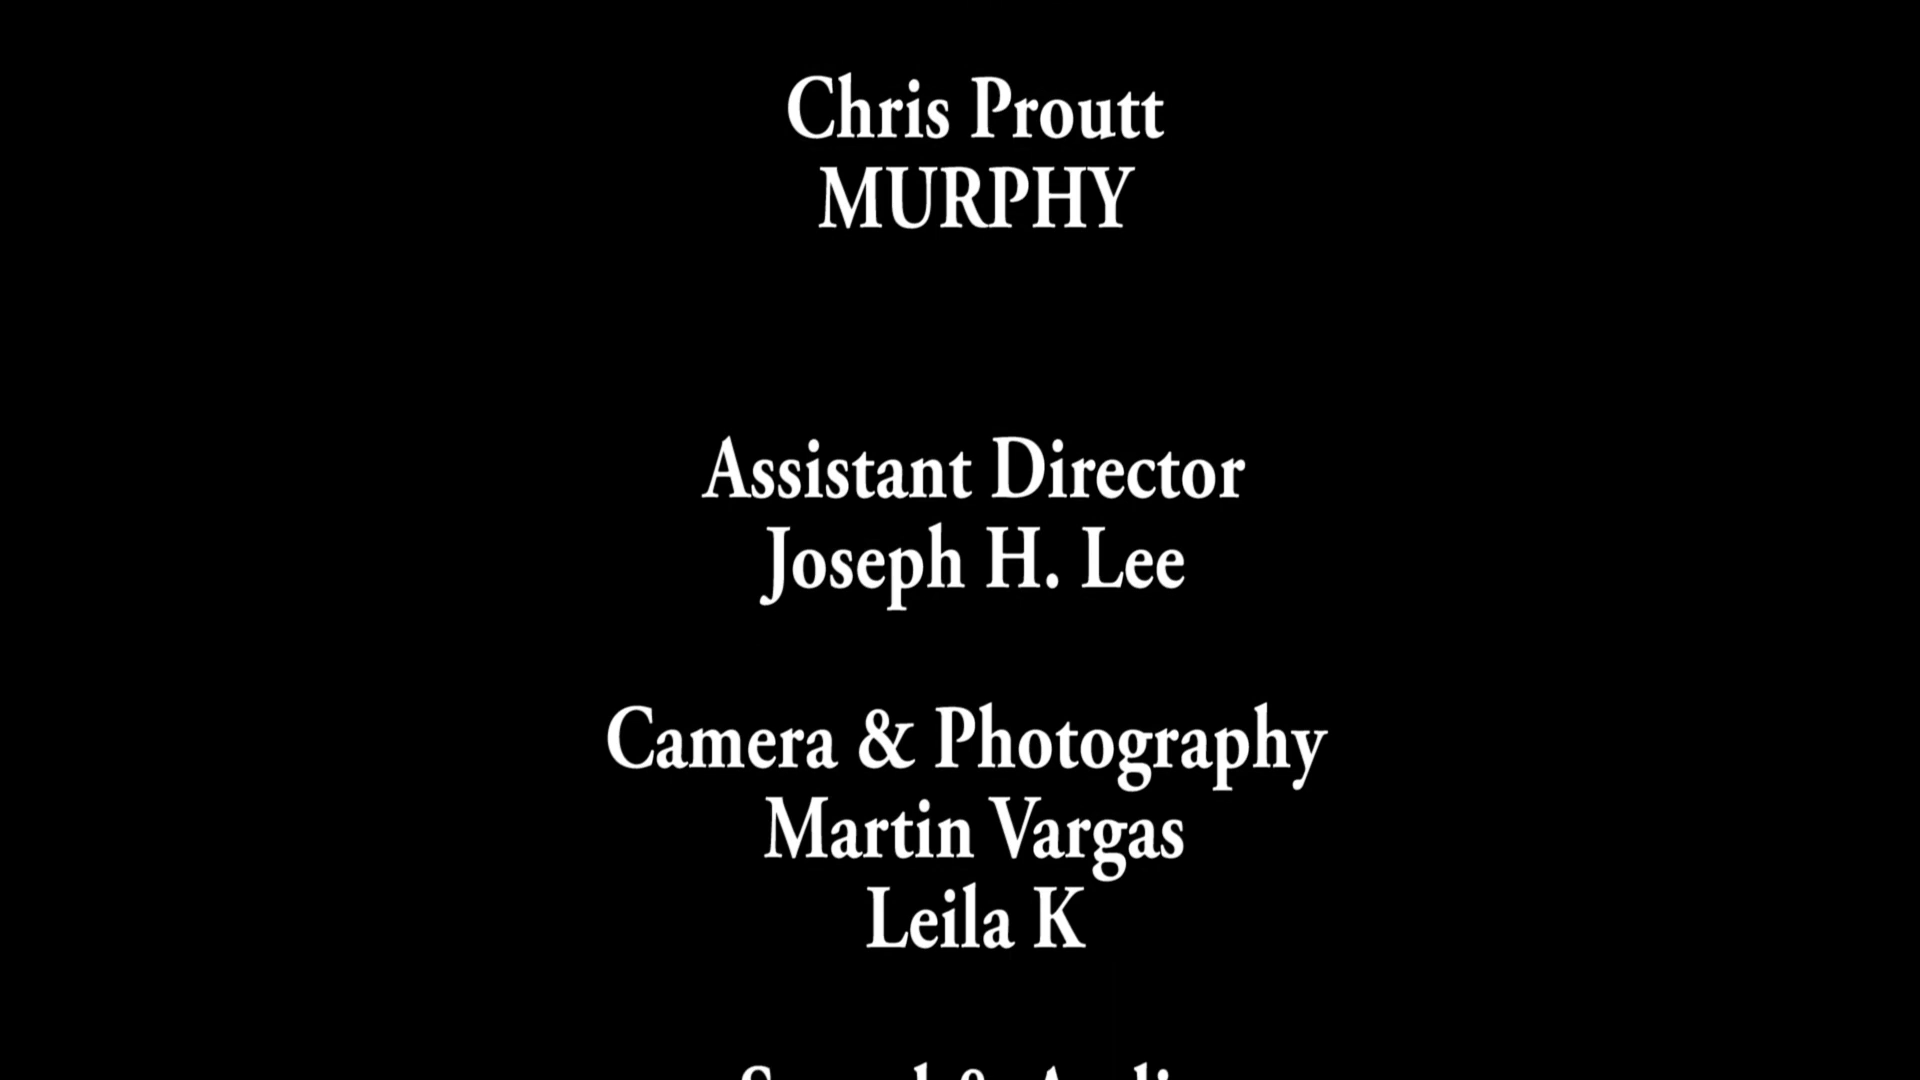 Chris Proutt
MURPHY
Assistant Director
Joseph H. Lee
Camera & Photography
Martin Vargas
Leila K